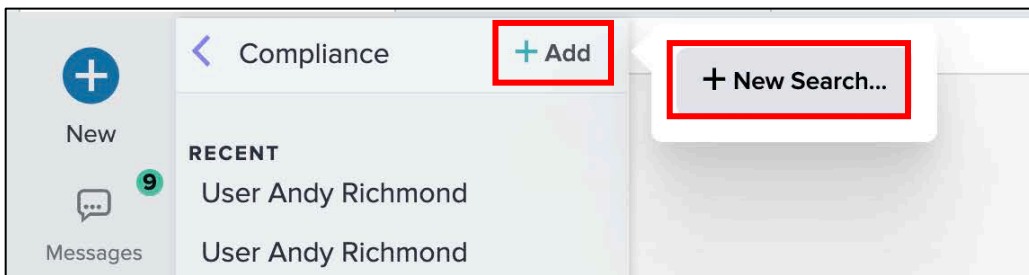 Compliance
+ Add
+ New Search...
New
RECENT
User Andy Richmond
9
Messages
User Andy Richmond